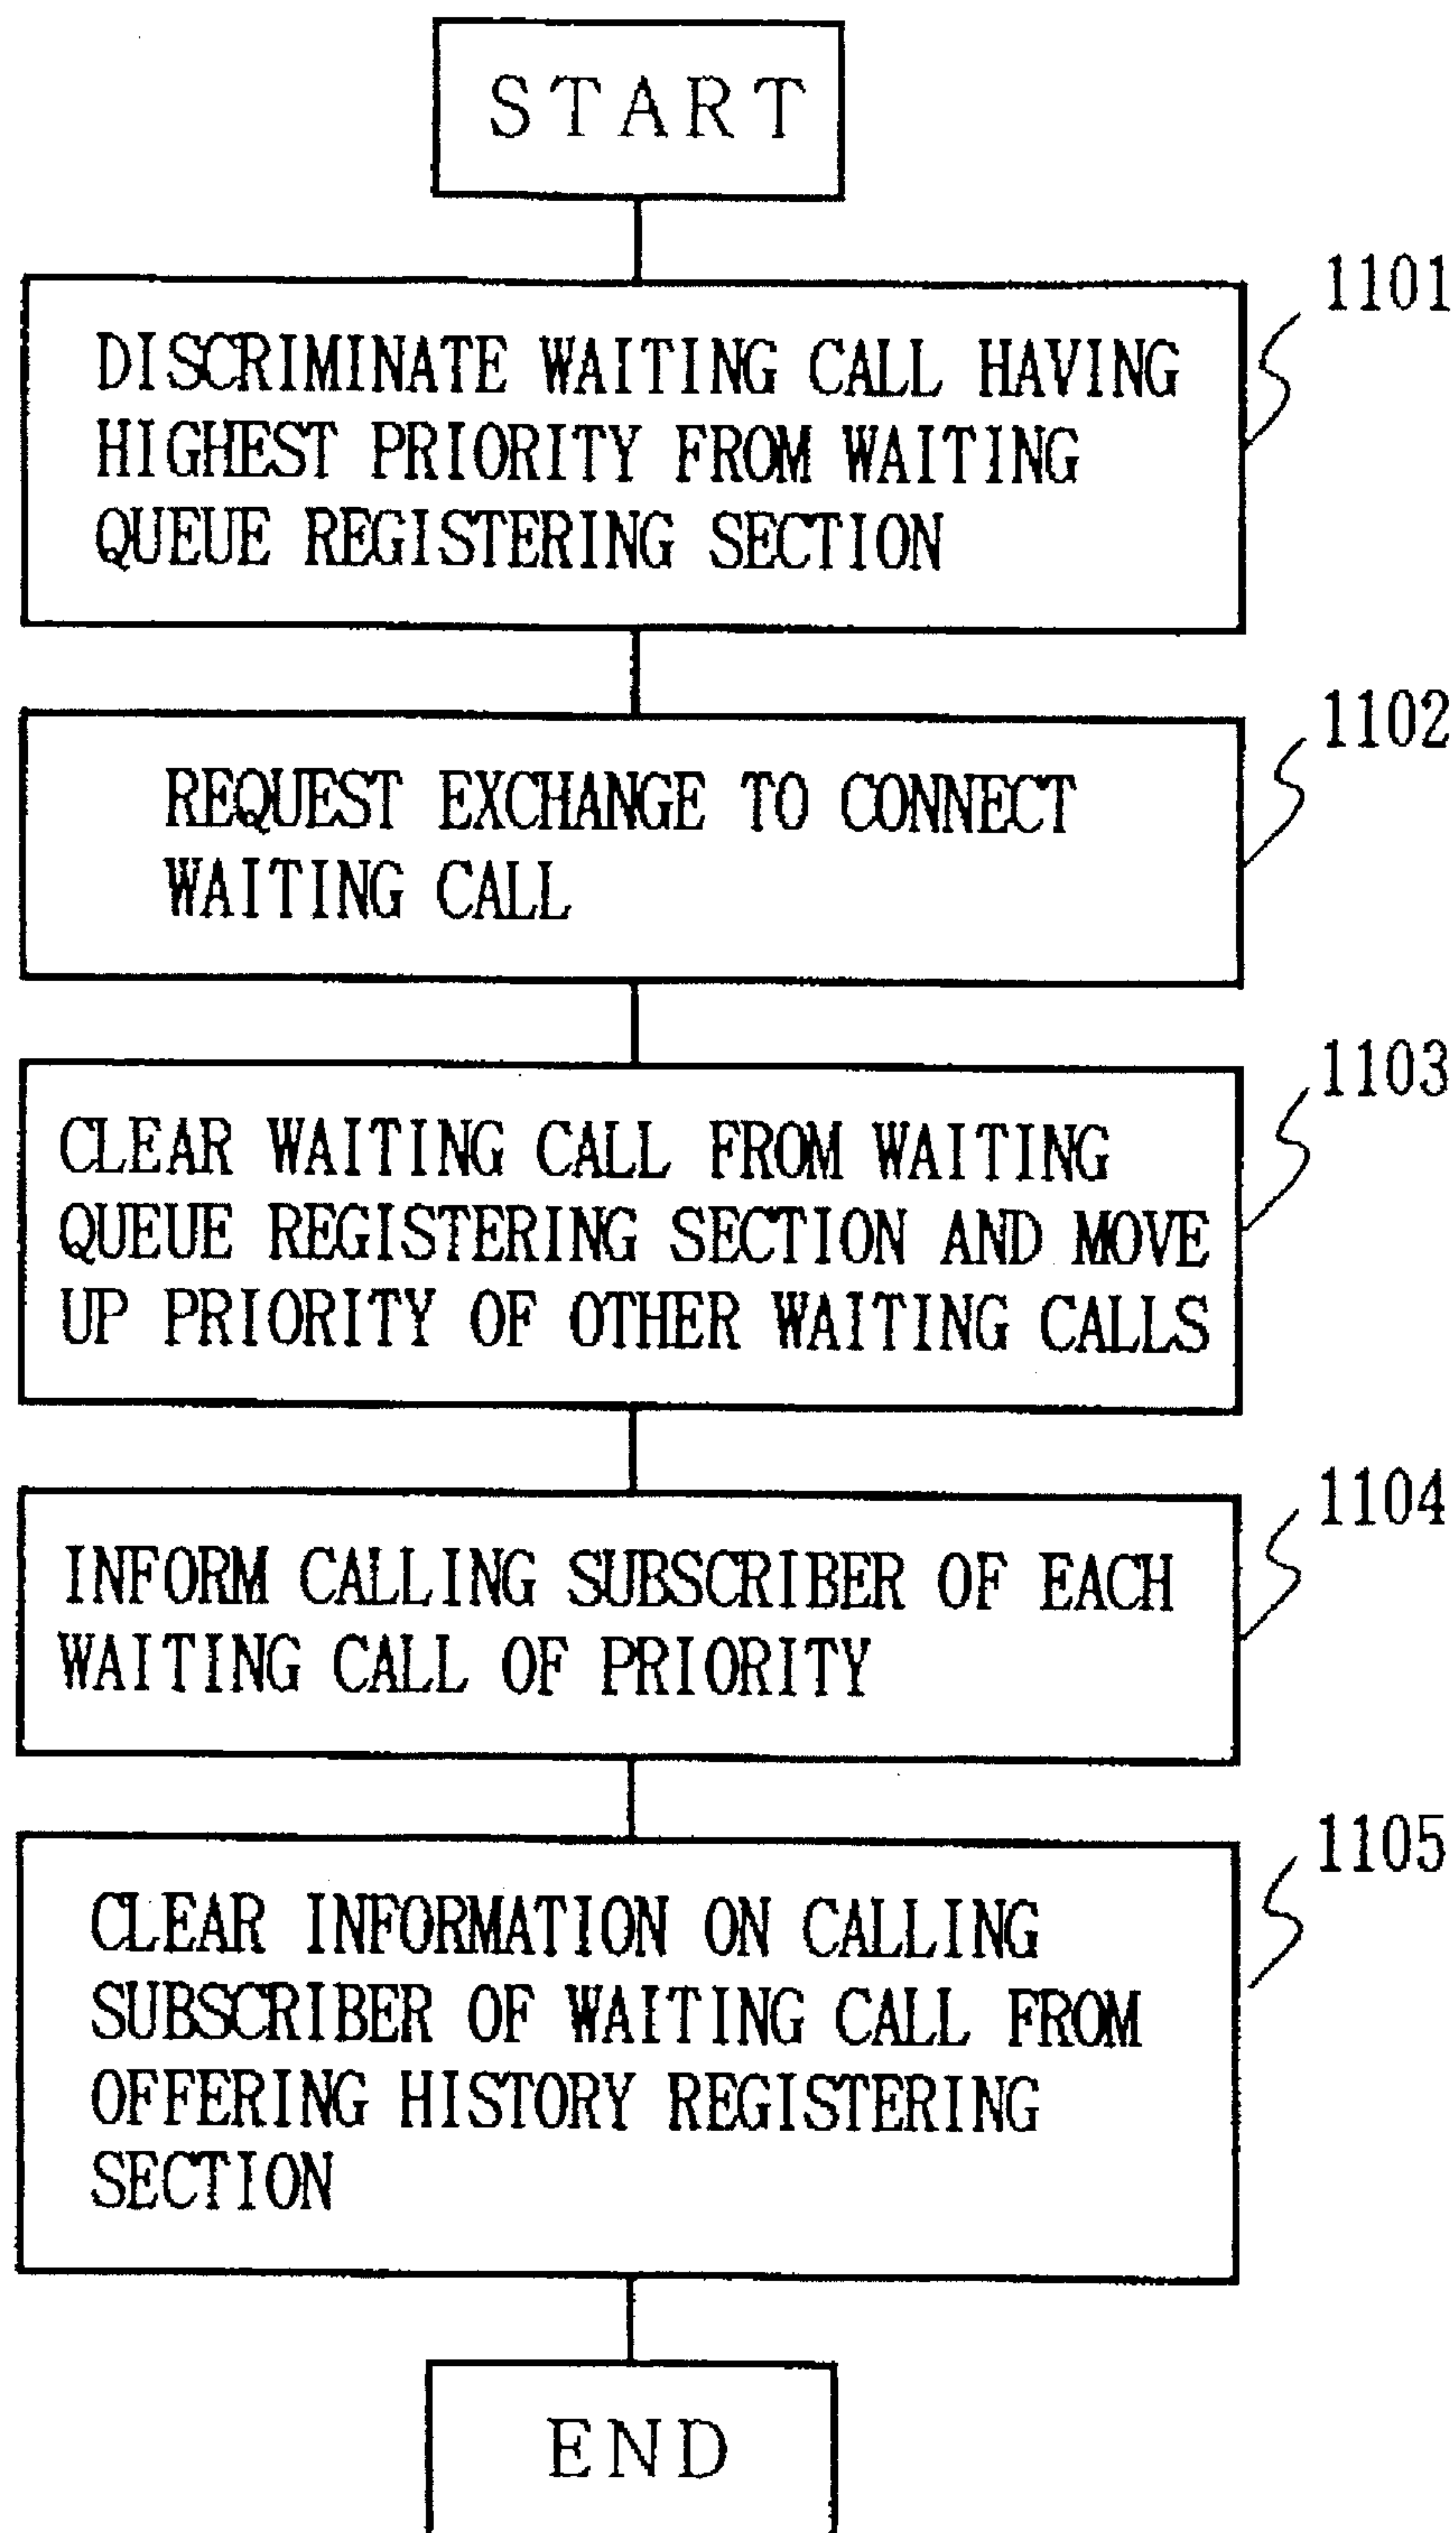 START
1101
DISCRIMINATE WAITING CALL HAVING
HIGHEST PRIORITY FROM WAITING
QUEUE REGISTERING SECTION
1102
REQUEST EXCHANGE TO CONNECT
WAITING CALL
1103
CLEAR WAITING CALL FROM WAITING
QUEUE REGISTERING SECTION AND MOVE
UP PRIORITY OF OTHER WAITING CALLS
1104
INFORM CALLING SUBSCRIBER OF EACH
WAITING CALL OF PRIORITY
1105
CLEAR INFORMATION ON CALLING
SUBSCRIBER OF WAITING CALL FROM
OFFERING HISTORY REGISTERING
SECTION
END